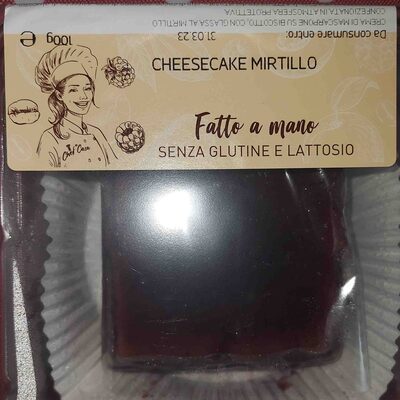 CREMA DI MASCARPONE SU BISCOTTO, CON GLASSA AL MIRTILLO
CONFEZIONATA IN ATMOSFERA PROTETTIVA
Da consumare entro:
31.03.23
100g e
CHEESECAKE MIRTILLO
Fatto a mano
SENZA GLUTINE E LATTOSIO